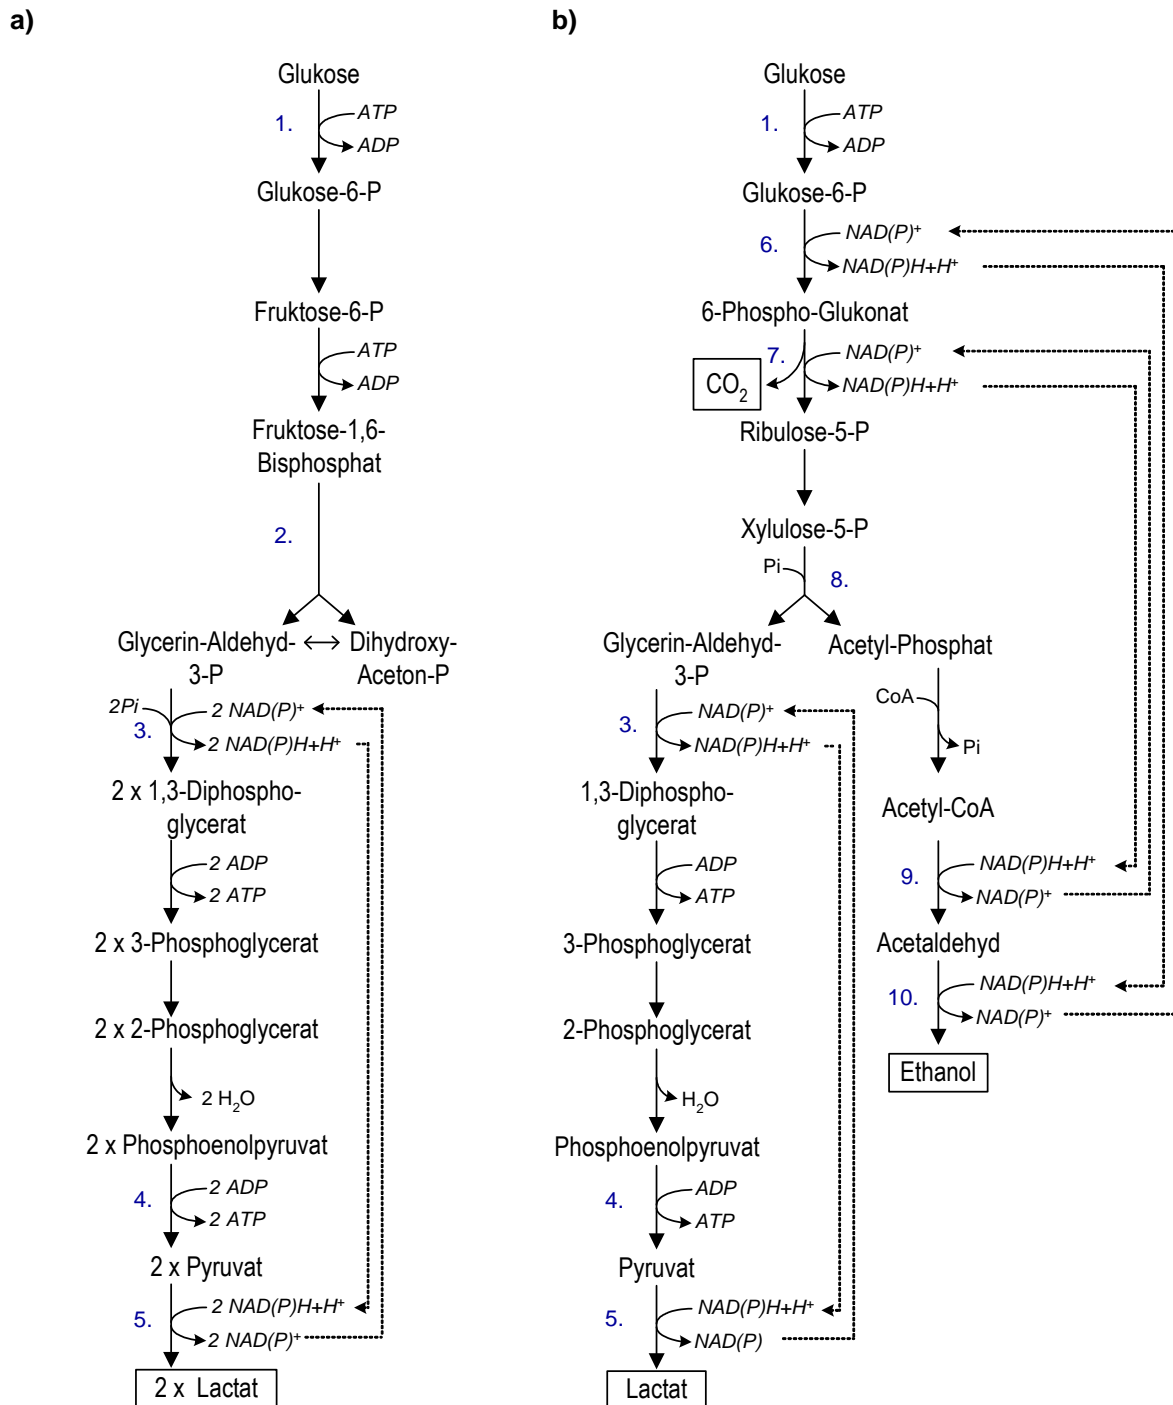 a)
Glukose
1.
ATP
ADP
Glukose-6-P
Fruktose-6-P
ATP
ADP
Fruktose-1,6-
Bisphosphat
2.
Glycerin-Aldehyd-
3-P
Dihydroxy-
Aceton-P
2Pi
3.
2 NAD(P)⁺
2 NAD(P)H+H⁺
2 x 1,3-Diphospho-
glycerat
2 ADP
2 ATP
2 x 3-Phosphoglycerat
2 x 2-Phosphoglycerat
2 H₂O
2 x Phosphoenolpyruvat
4.
2 ADP
2 ATP
2 x Pyruvat
5.
2 NAD(P)H+H⁺
2 NAD(P)⁺
2 x Lactat
b)
Glukose
1.
ATP
ADP
Glukose-6-P
6.
NAD(P)⁺
NAD(P)H+H⁺
6-Phospho-Glukonat
7.
NAD(P)⁺
NAD(P)H+H⁺
CO₂
Ribulose-5-P
Xylulose-5-P
Pi
8.
Glycerin-Aldehyd-
3-P
3.
NAD(P)⁺
NAD(P)H+H⁺
1,3-Diphospho-
glycerat
ADP
ATP
3-Phosphoglycerat
2-Phosphoglycerat
H₂O
Phosphoenolpyruvat
4.
ADP
ATP
Pyruvat
5.
NAD(P)H+H⁺
NAD(P)
Lactat
Acetyl-Phosphat
CoA
Pi
Acetyl-CoA
9.
NAD(P)H+H⁺
NAD(P)⁺
Acetaldehyd
10.
NAD(P)H+H⁺
NAD(P)⁺
Ethanol